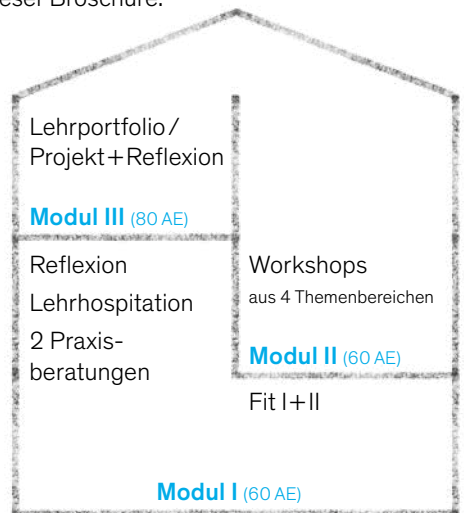 eser Broschüre.
Lehrportfolio/
Projekt+Reflexion
Modul III (80 AE)
Reflexion
Lehrhospitation
2 Praxis-
beratungen
Workshops
aus 4 Themenbereichen
Modul II (60 AE)
Fit I+II
Modul I (60 AE)